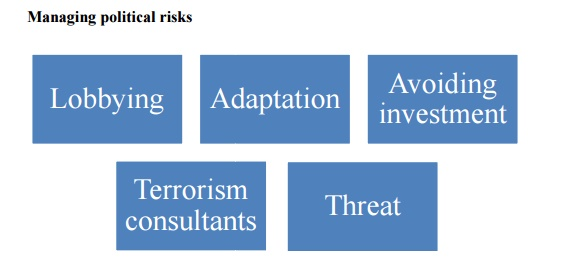 Managing political risks
Lobbying
Adaptation
Avoiding
investment
Terrorism
consultants
Threat